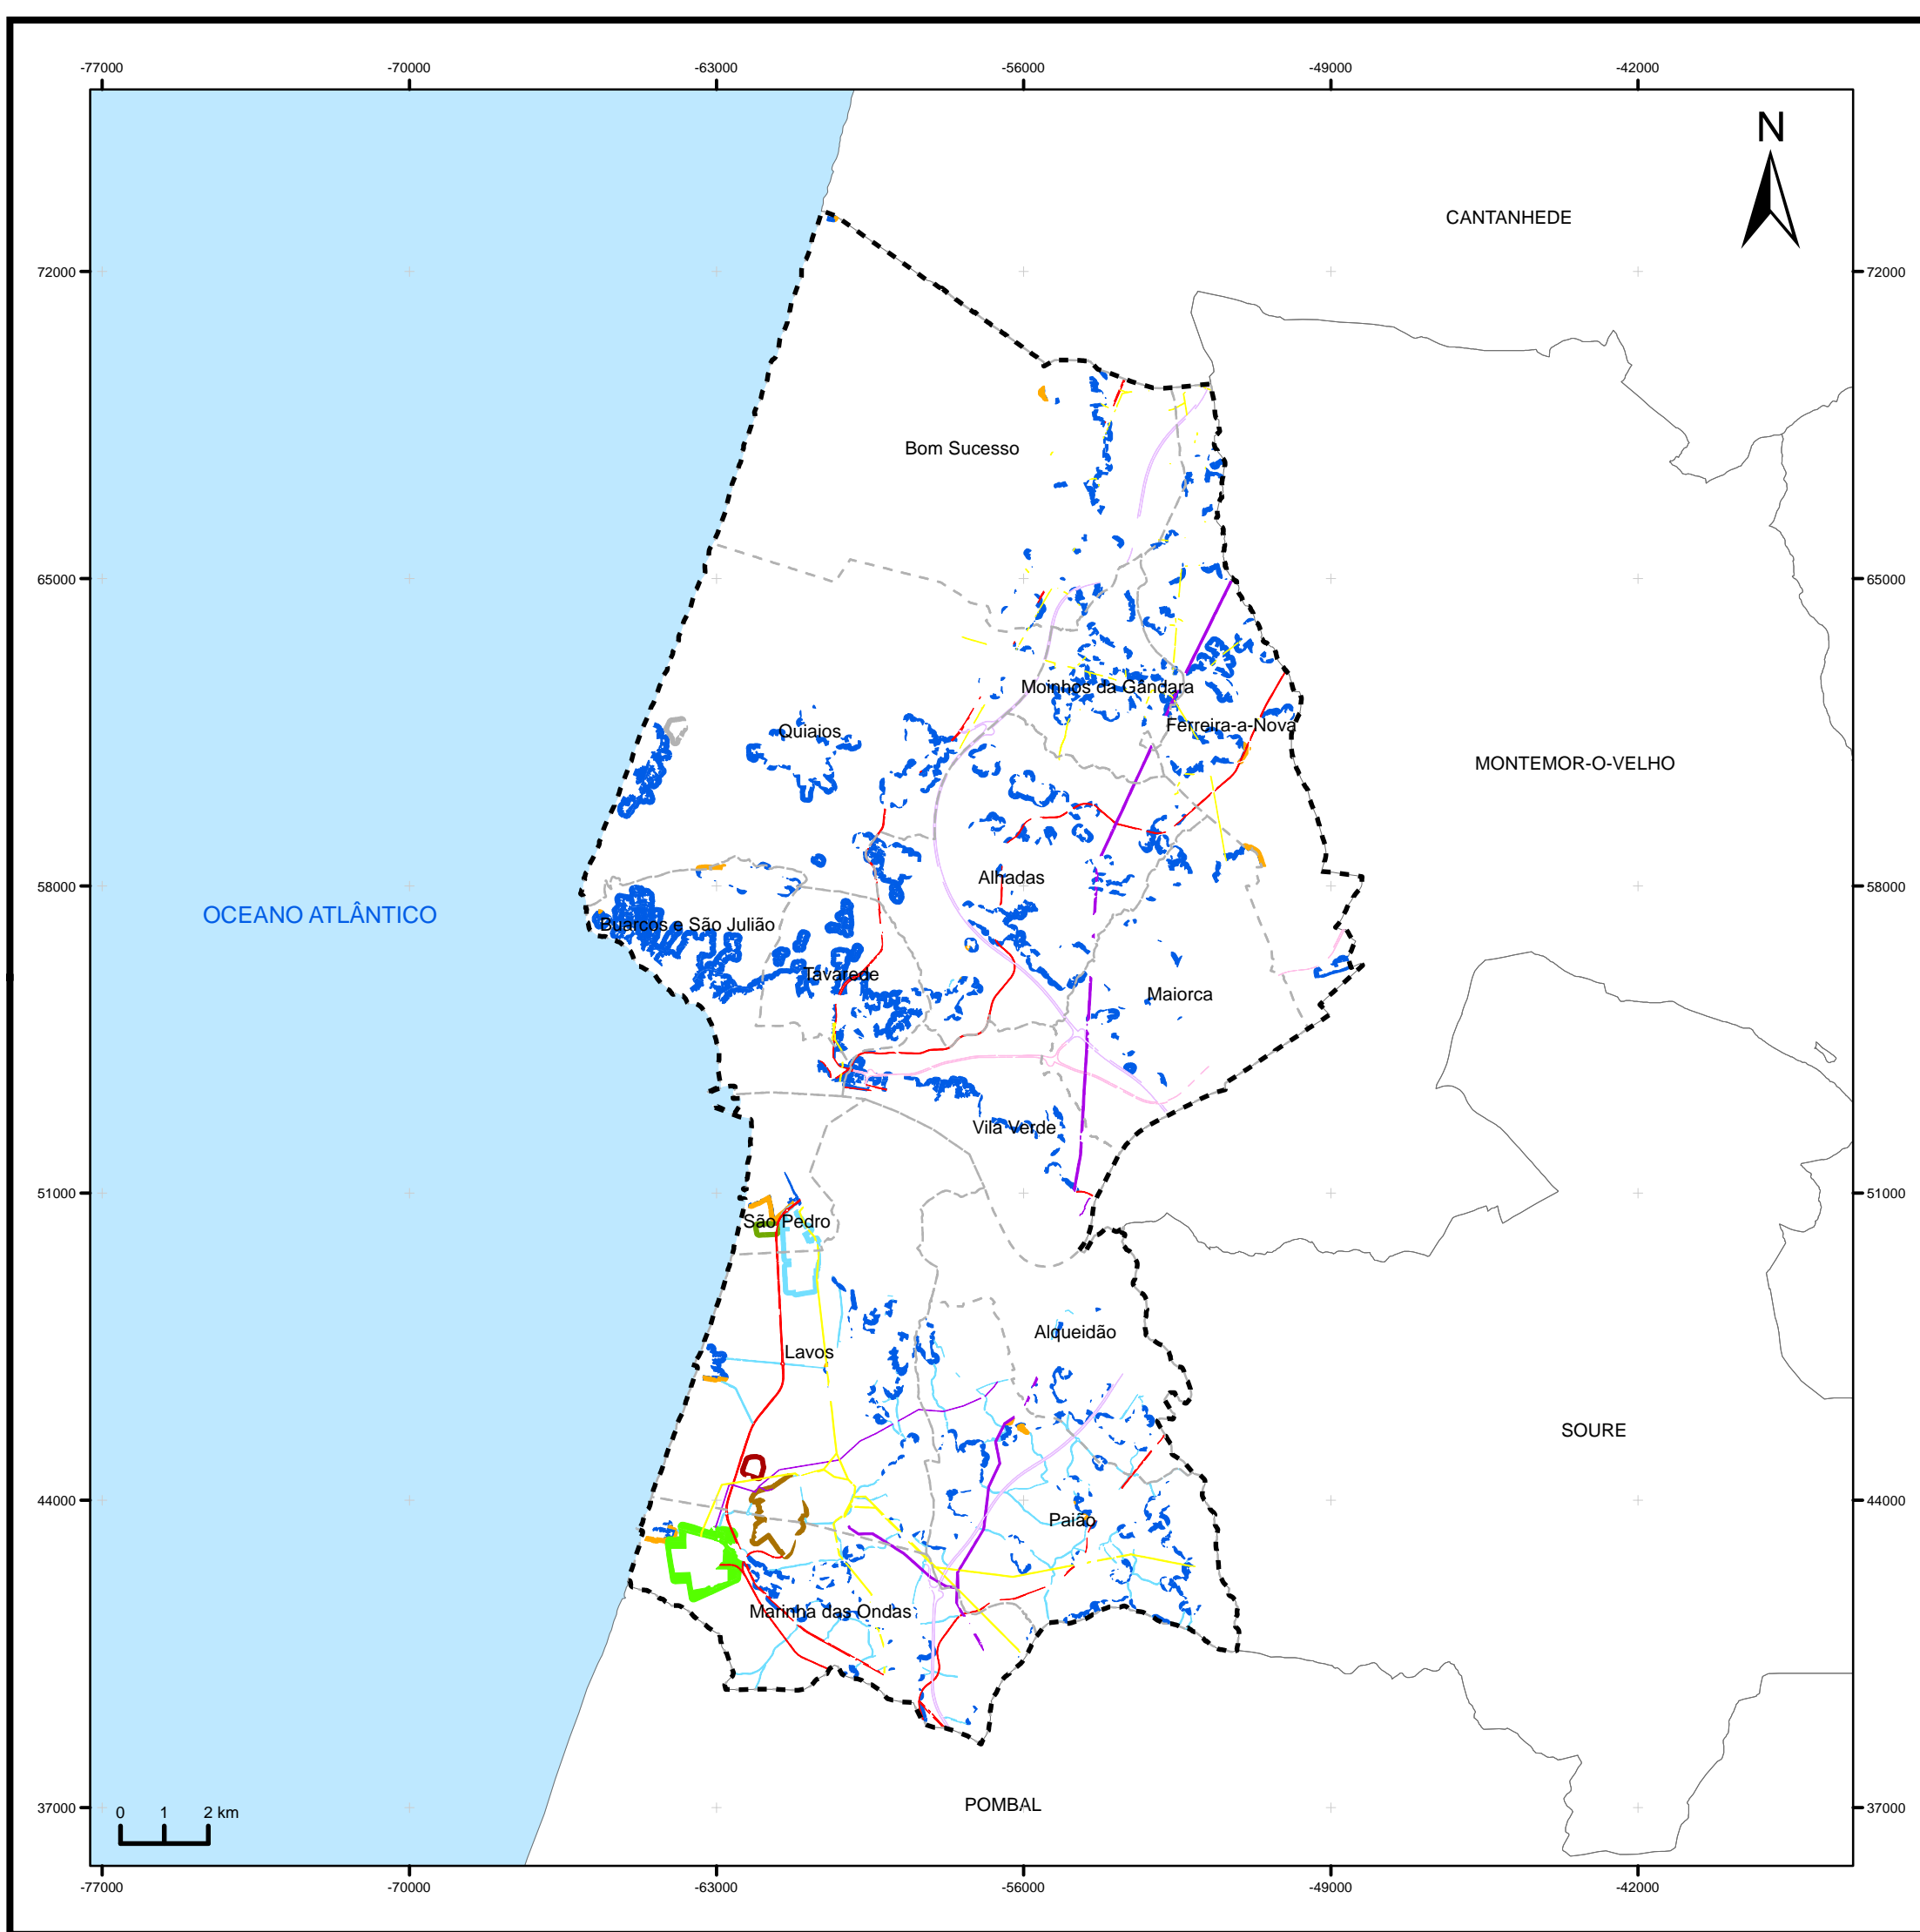 -77000 -70000 -63000 -56000 -49000 -42000
N
CANTANHEDE
72000 72000
Bom Sucesso
65000 65000
Moinhos da Gândara
Ferreira-a-Nova
Quiaios
MONTEMOR-O-VELHO
Alhadas
58000 58000
OCEANO ATLÂNTICO
Buarcos e São Julião
Tavarede
Maiorca
Vila Verde
51000 51000
São Pedro
Alqueidão
Lavos
SOURE
44000 44000
Paião
Marinha das Ondas
POMBAL
37000 37000
0 1 2 km
-77000 -70000 -63000 -56000 -49000 -42000